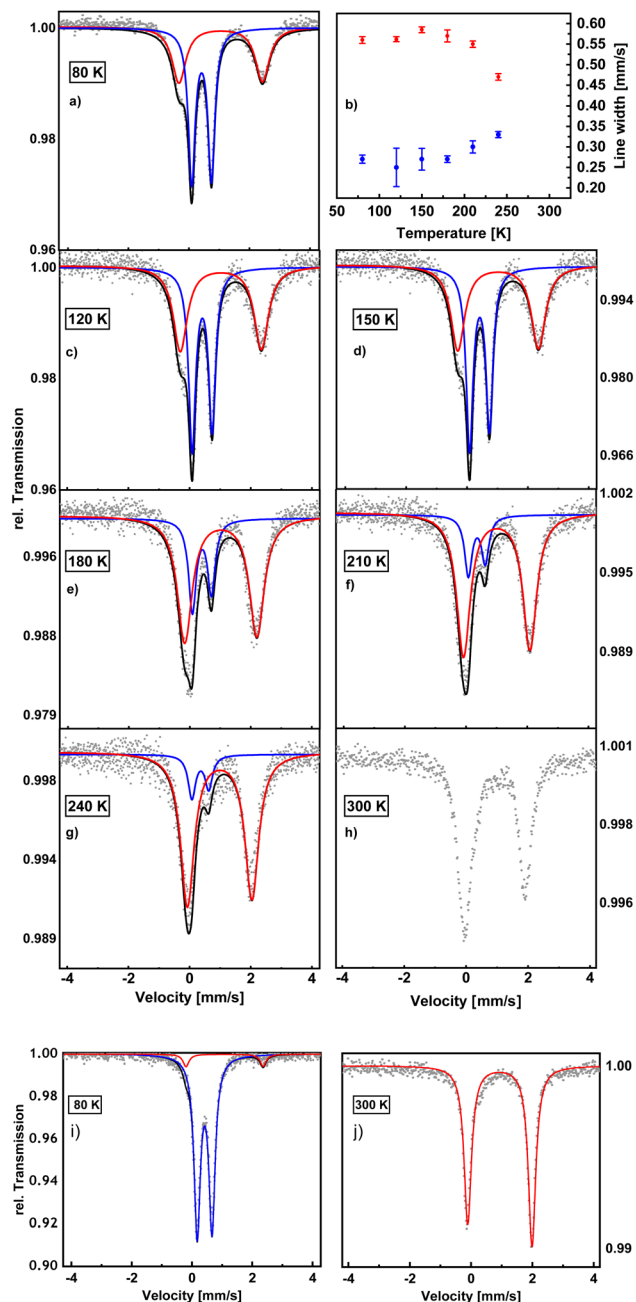 1.00
80 K
a)
0.98
0.96
b)
0.60
0.55
0.50
0.45
0.40
0.35
0.30
0.25
0.20
Line width [mm/s]
50 100 150 200 250 300
Temperature [K]
1.00
120 K
c)
0.98
0.96
150 K
d)
0.994
0.980
0.966
rel. Transmission
180 K
e)
0.996
0.988
0.979
1.002
210 K
f)
0.995
0.989
240 K
g)
0.998
0.994
0.989
1.001
300 K
h)
0.998
0.996
-4 -2 0 2 4
Velocity [mm/s]
-4 -2 0 2 4
Velocity [mm/s]
1.00
80 K
i)
0.98
0.96
0.94
0.92
0.90
rel. Transmission
-4 -2 0 2 4
Velocity [mm/s]
300 K
j)
1.00
0.99
-4 -2 0 2 4
Velocity [mm/s]